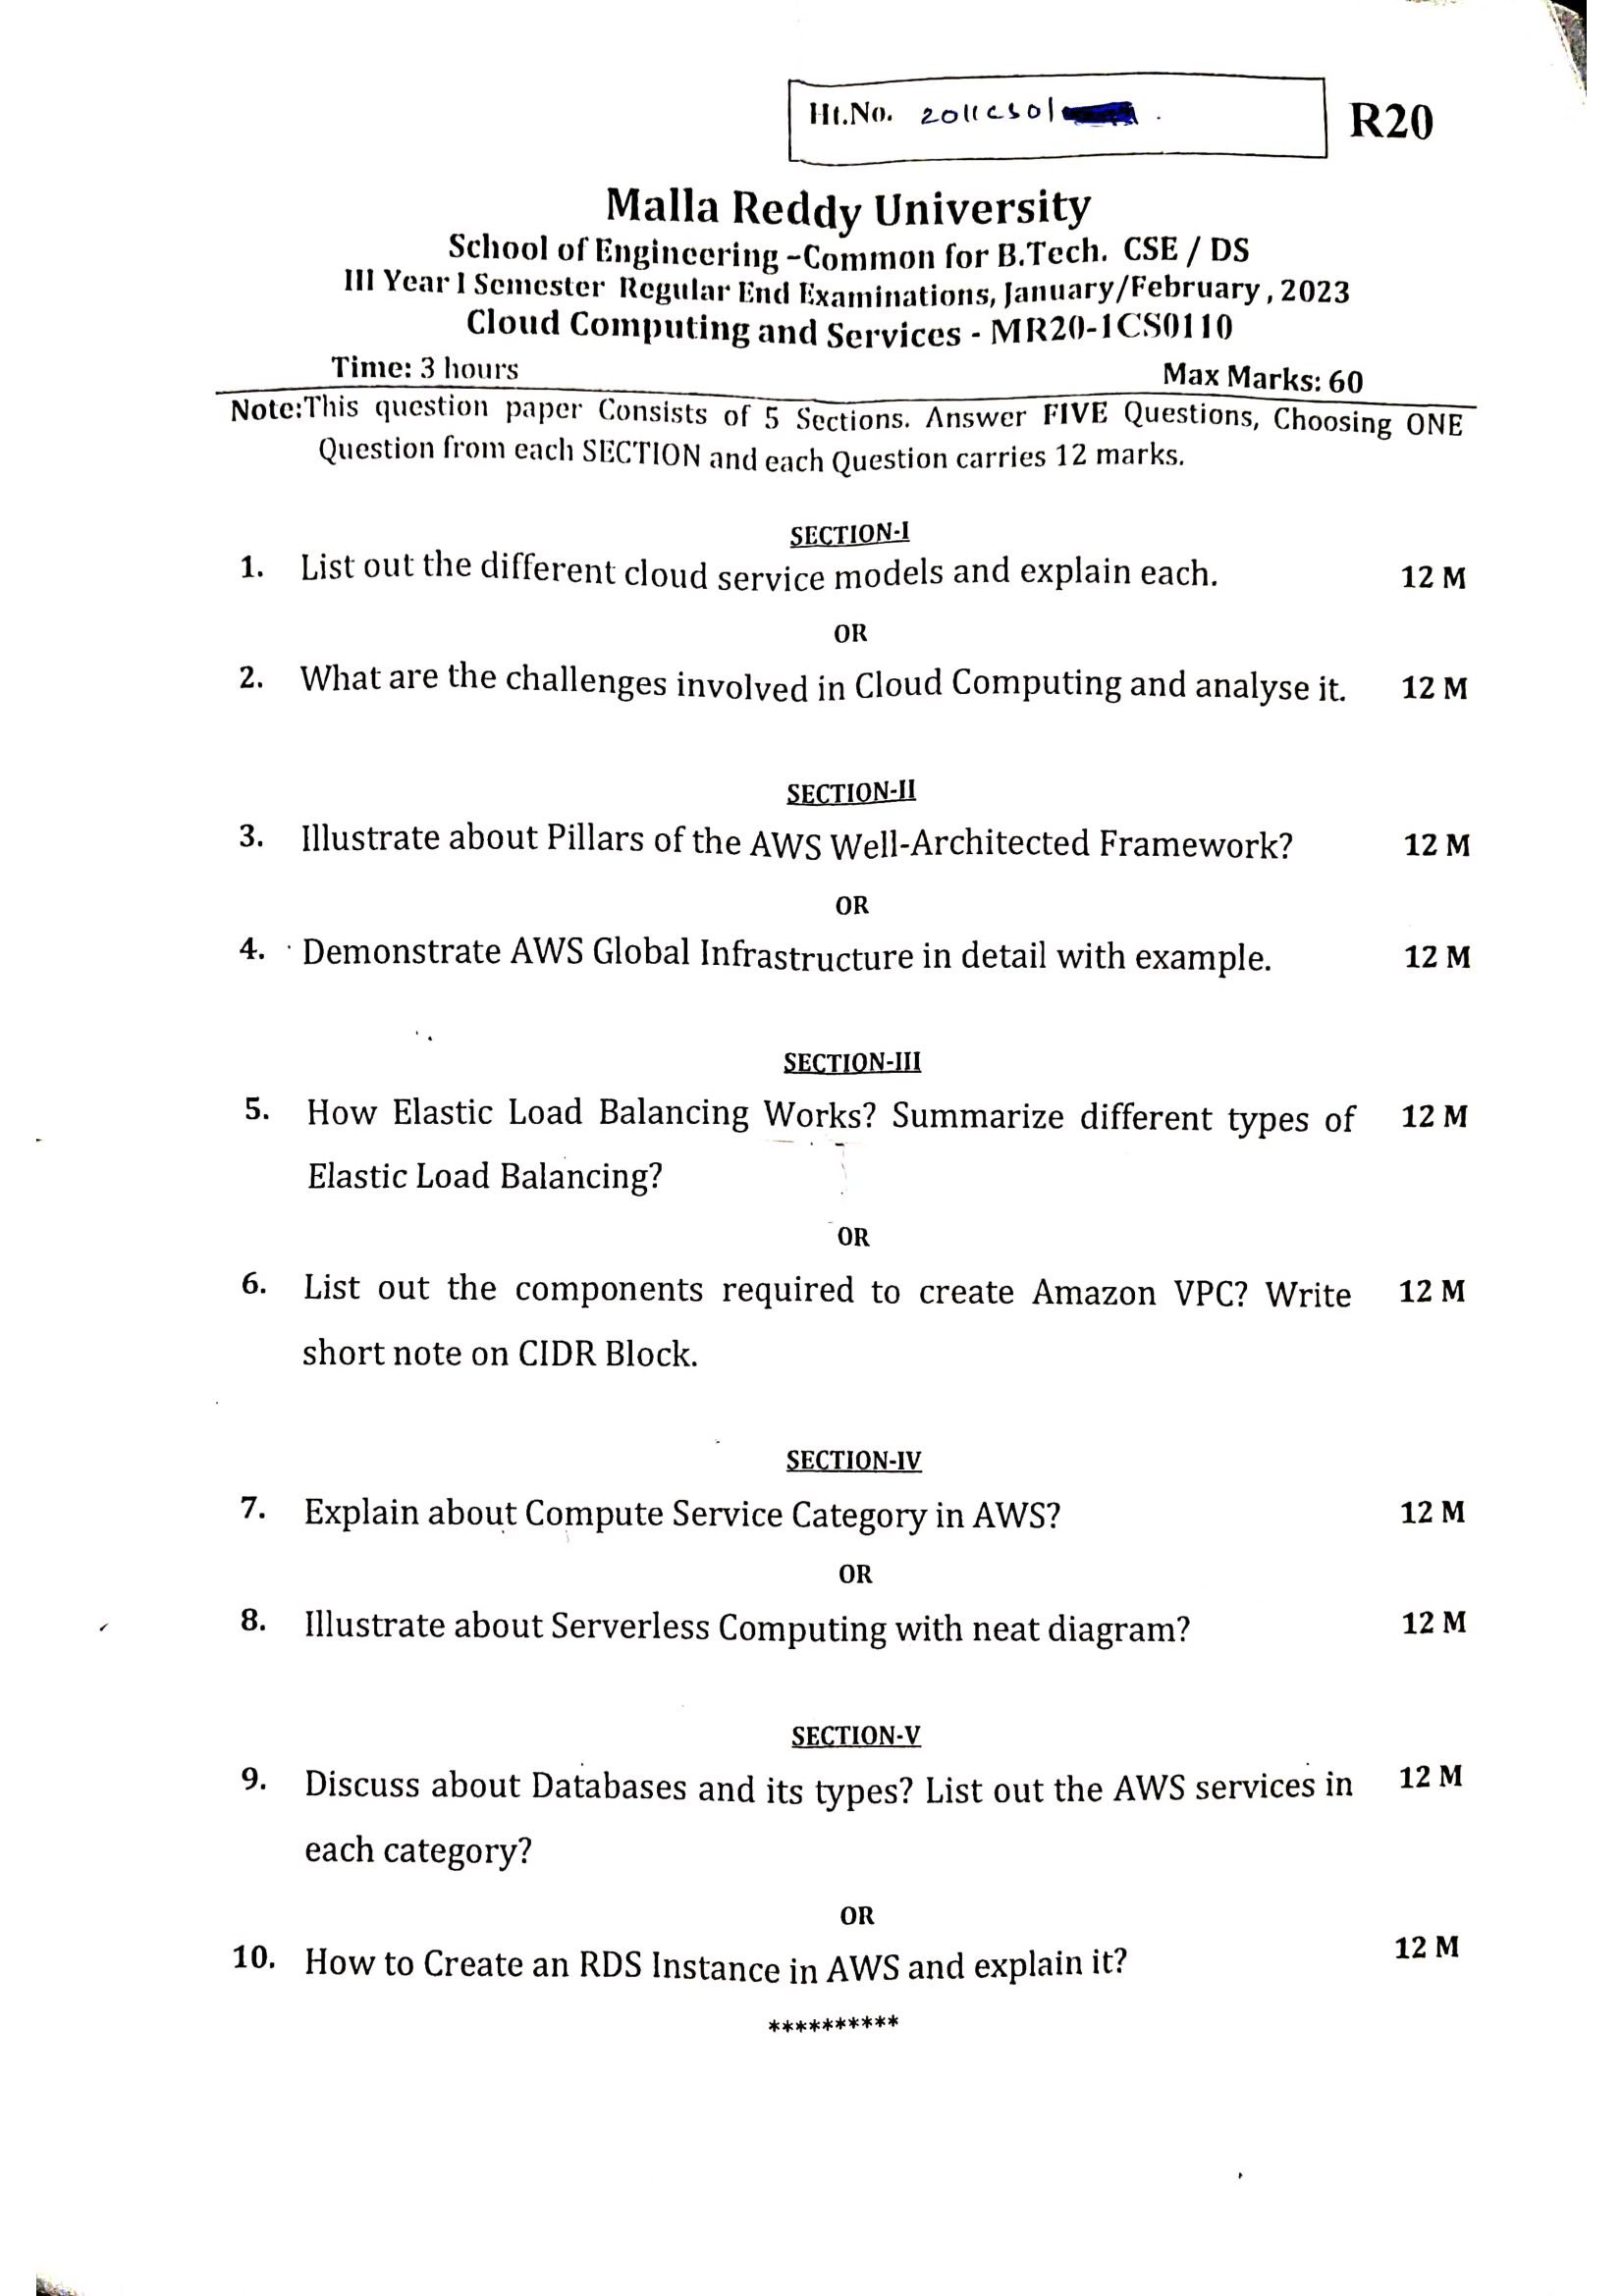 Ht.No. 2011CS01
R20
Malla Reddy University
School of Engineering -Common for B.Tech. CSE / DS
III Year I Semester Regular End Examinations, January/February, 2023
Cloud Computing and Services - MR20-1CS0110
Time: 3 hours Max Marks: 60
Note:This question paper Consists of 5 Sections. Answer FIVE Questions, Choosing ONE
Question from each SECTION and each Question carries 12 marks.
SECTION-I
1. List out the different cloud service models and explain each. 12 M
OR
2. What are the challenges involved in Cloud Computing and analyse it. 12 M
SECTION-II
3. Illustrate about Pillars of the AWS Well-Architected Framework? 12 M
OR
4. Demonstrate AWS Global Infrastructure in detail with example. 12 M
SECTION-III
5. How Elastic Load Balancing Works? Summarize different types of 12 M
Elastic Load Balancing?
OR
6. List out the components required to create Amazon VPC? Write 12 M
short note on CIDR Block.
SECTION-IV
7. Explain about Compute Service Category in AWS? 12 M
OR
8. Illustrate about Serverless Computing with neat diagram? 12 M
SECTION-V
9. Discuss about Databases and its types? List out the AWS services in 12 M
each category?
OR
10. How to Create an RDS Instance in AWS and explain it? 12 M
**********